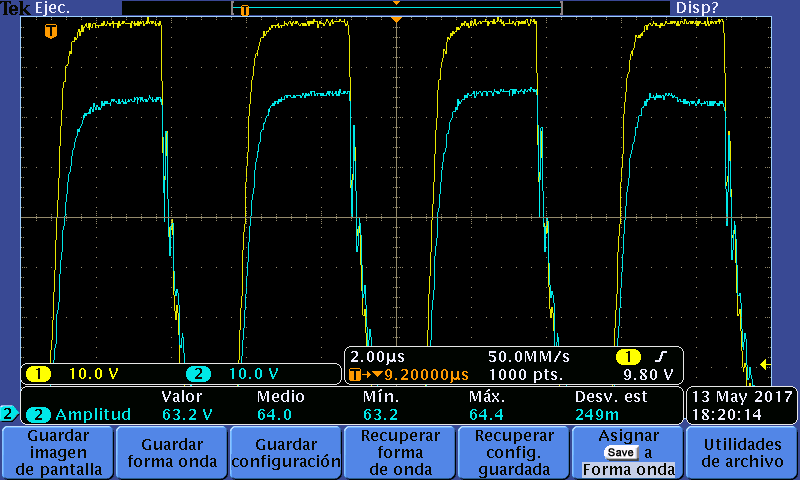 Tek Ejec. T Disp?
T
1 10.0 V 2 10.0 V
2.00µs 50.0MM/s 1
T→▼9.20000µs 1000 pts. 9.80 V
Valor Medio Mín. Máx. Desv. est
2 2 Amplitud 63.2 V 64.0 63.2 64.4 249m
13 May 2017
18:20:14
Guardar
imagen
de pantalla
Guardar
forma onda
Guardar
configuración
Recuperar
forma
de onda
Recuperar
config.
guardada
Asignar
Save a
Forma onda
Utilidades
de archivo